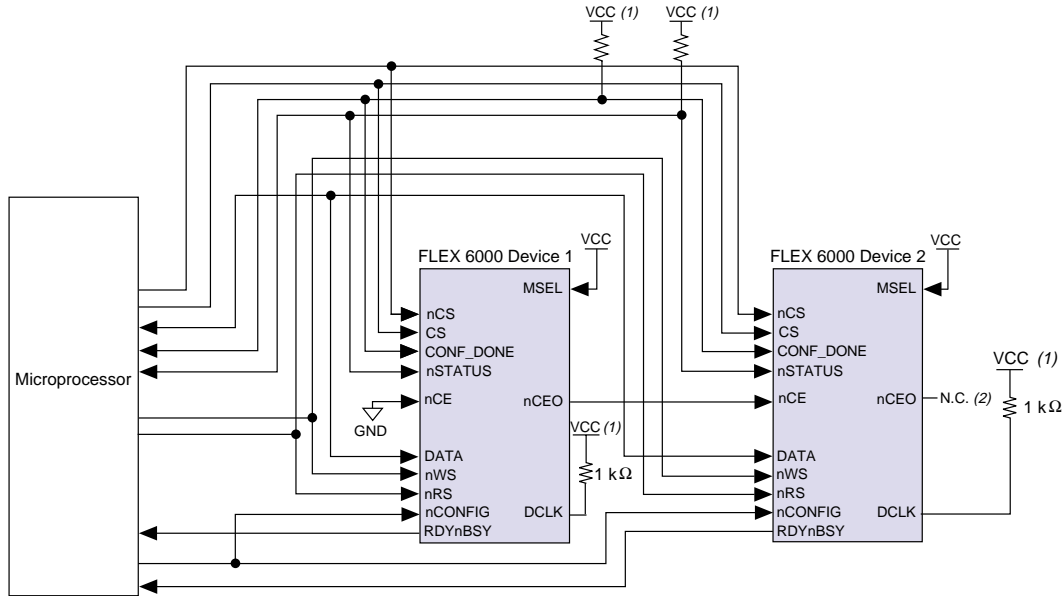 VCC (1)
VCC (1)
Microprocessor
FLEX 6000 Device 1
VCC
MSEL
nCS
CS
CONF_DONE
nSTATUS
nCE
nCEO
GND
VCC (1)
1 kΩ
DATA
nWS
nRS
nCONFIG
DCLK
RDYnBSY
FLEX 6000 Device 2
VCC
MSEL
nCS
CS
CONF_DONE
nSTATUS
nCE
nCEO
N.C. (2)
VCC (1)
1 kΩ
DATA
nWS
nRS
nCONFIG
DCLK
RDYnBSY